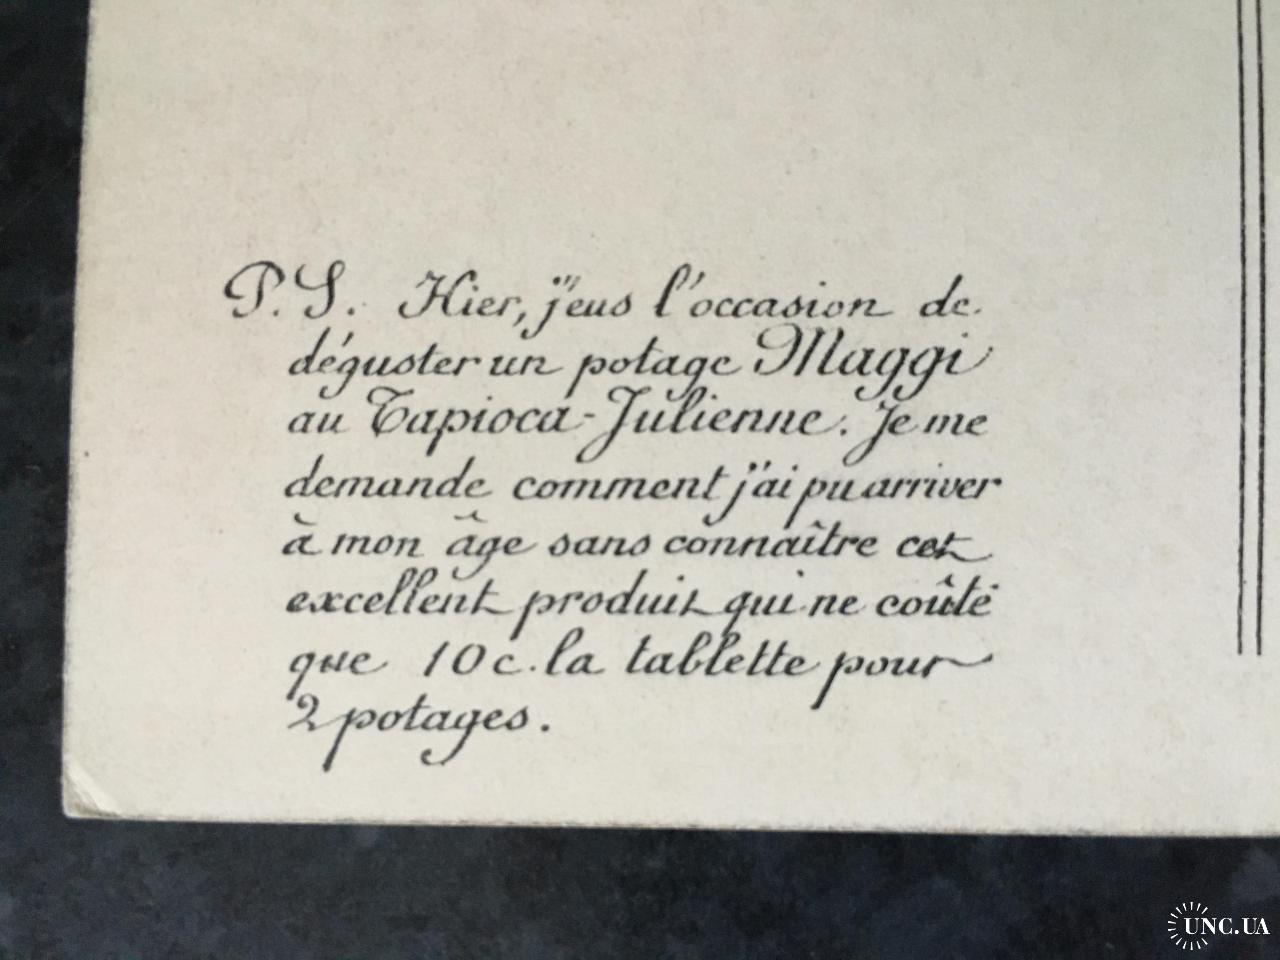 P.S. Hier, j'eus l'occasion de
déguster un potage Maggi
au Tapioca-Julienne. Je me
demande comment j'ai pu arriver
à mon âge sans connaître cet
excellent produit qui ne coûte
que 10 c. la tablette pour
2 potages.
UNC.UA